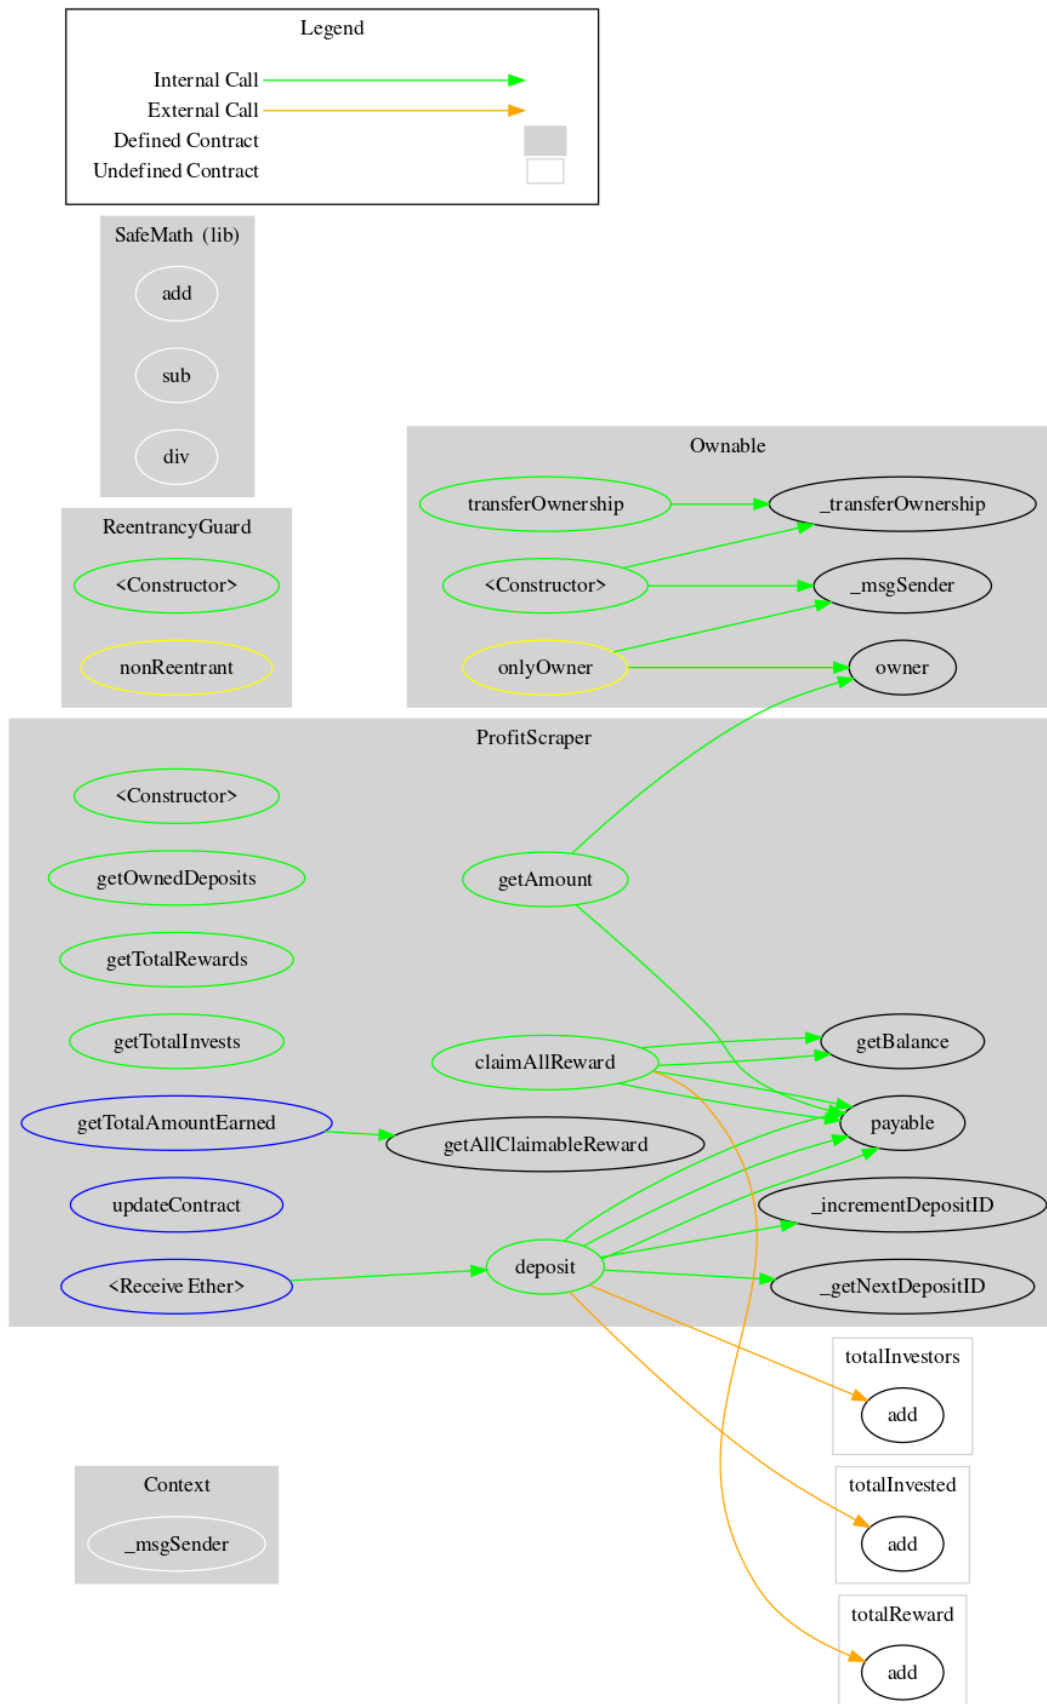 Legend
Internal Call
External Call
Defined Contract
Undefined Contract
SafeMath (lib)
add
sub
div
ReentrancyGuard
<Constructor>
nonReentrant
Ownable
transferOwnership
_transferOwnership
<Constructor>
_msgSender
onlyOwner
owner
ProfitScraper
<Constructor>
getOwnedDeposits
getAmount
getTotalRewards
getTotalInvests
claimAllReward
getBalance
getTotalAmountEarned
getAllClaimableReward
payable
updateContract
_incrementDepositID
<Receive Ether>
deposit
_getNextDepositID
totalInvestors
add
Context
_msgSender
totalInvested
add
totalReward
add